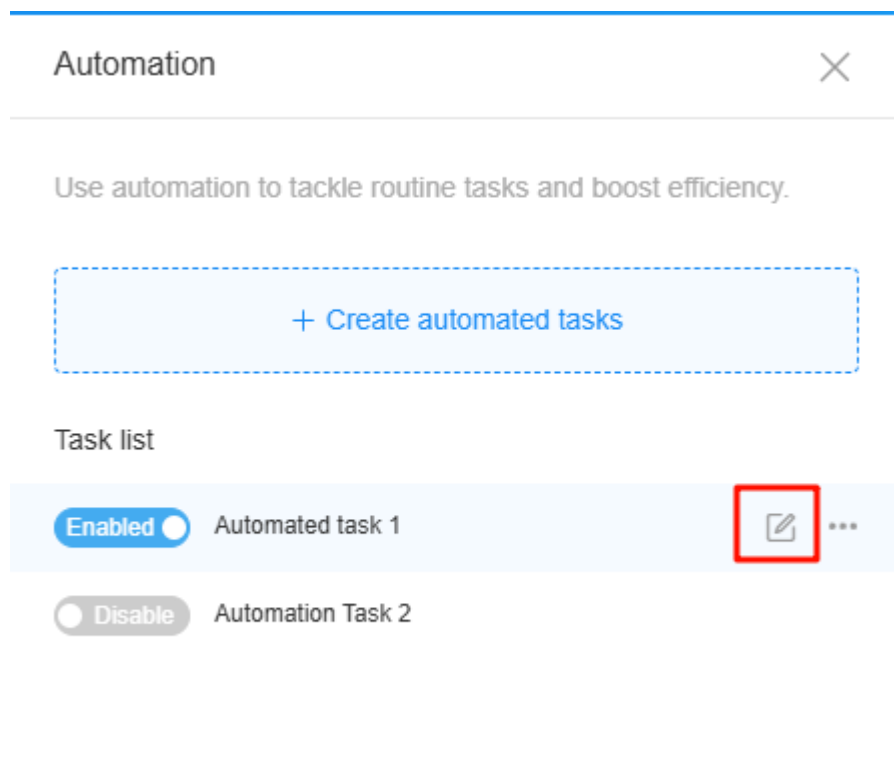 Automation
Use automation to tackle routine tasks and boost efficiency.
+ Create automated tasks
Task list
Enabled Automated task 1
Disable Automation Task 2